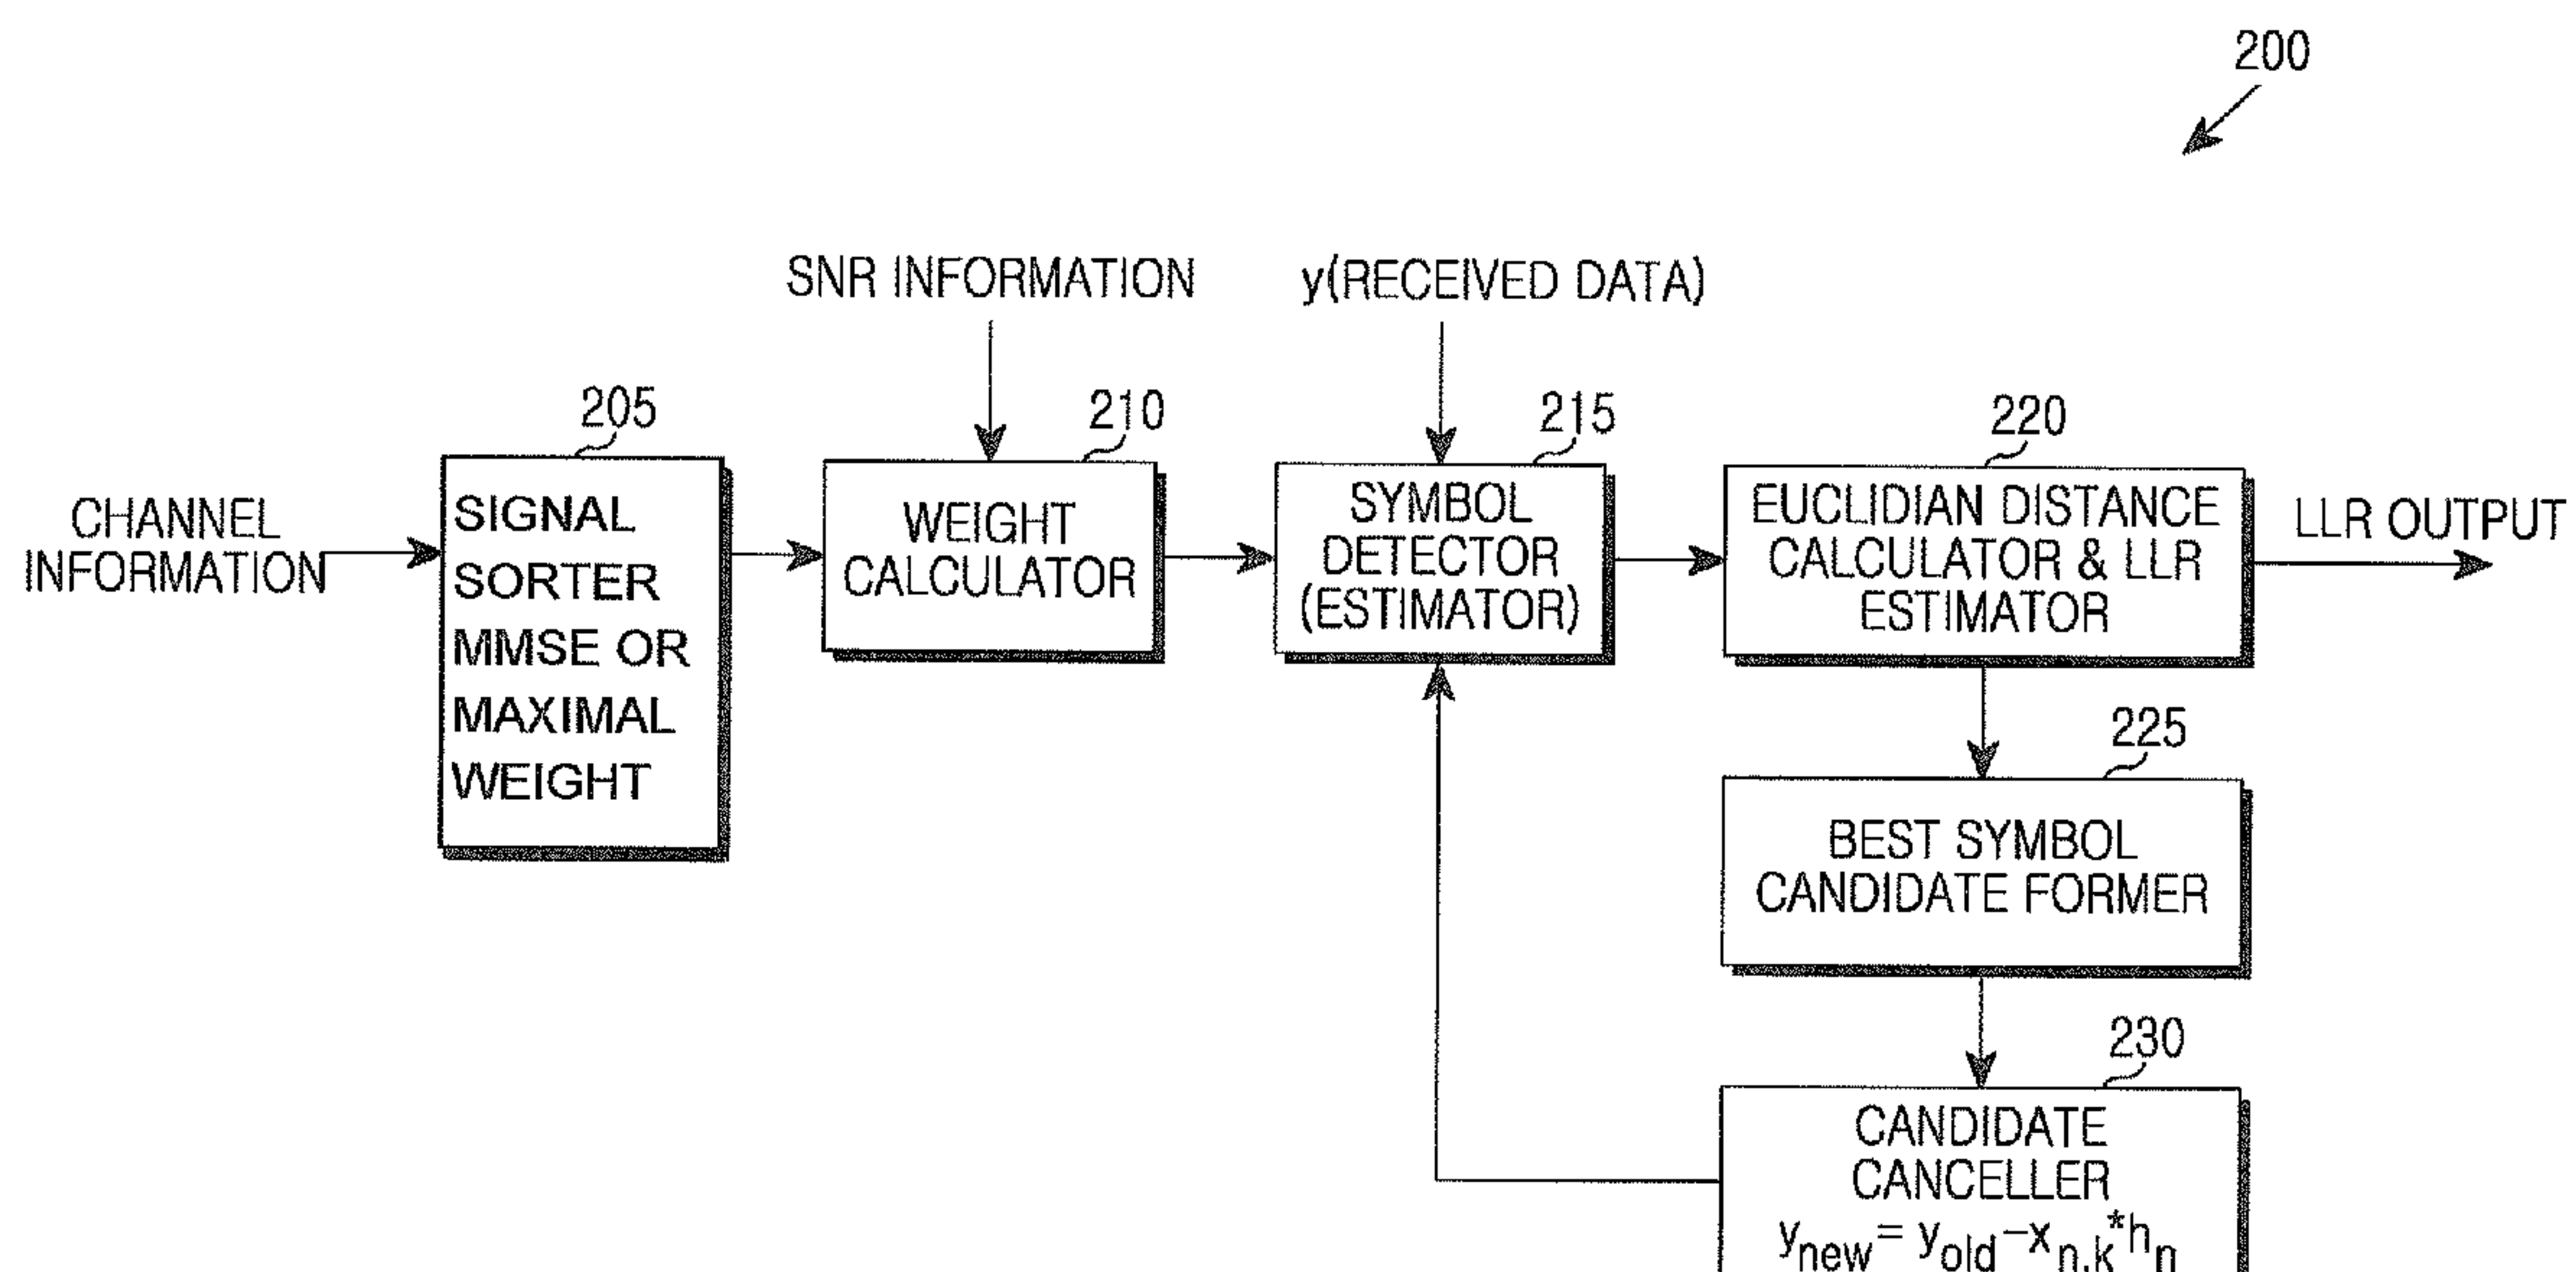 200
SNR INFORMATION
y(RECEIVED DATA)
205
210
215
220
CHANNEL
INFORMATION
SIGNAL
SORTER
MMSE OR
MAXIMAL
WEIGHT
WEIGHT
CALCULATOR
SYMBOL
DETECTOR
(ESTIMATOR)
EUCLIDIAN DISTANCE
CALCULATOR & LLR
ESTIMATOR
LLR OUTPUT
225
BEST SYMBOL
CANDIDATE FORMER
230
CANDIDATE
CANCELLER
y_new = y_old – x_n,k * h_n